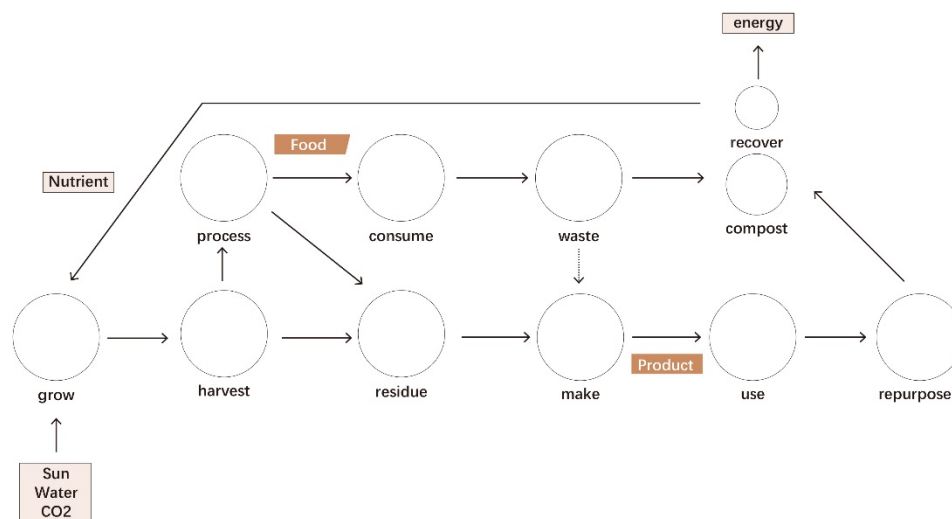 energy
recover
Food
Nutrient
process
consume
waste
compost
grow
harvest
residue
make
Product
use
repurpose
Sun
Water
CO2